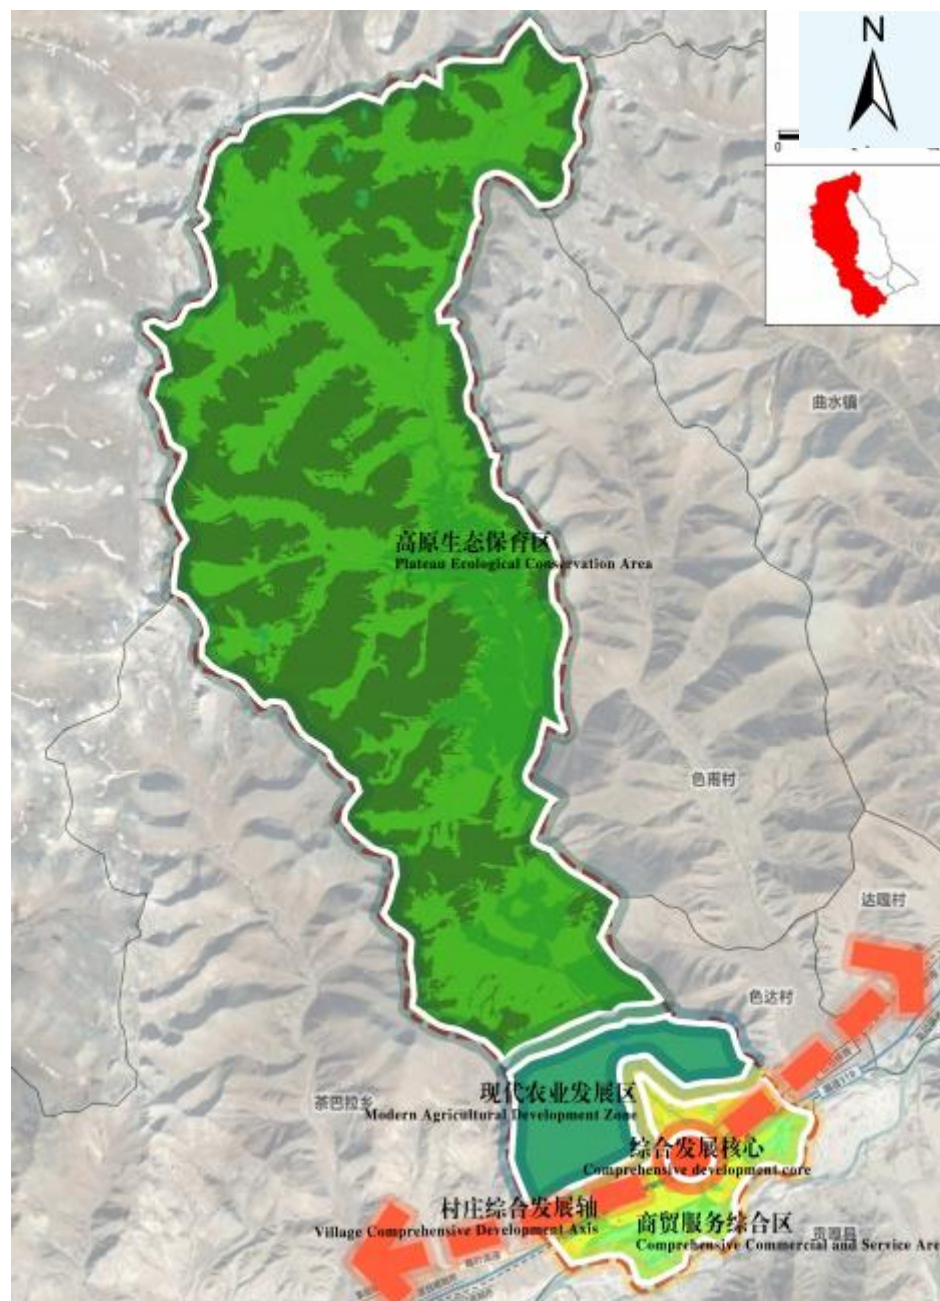 N
0
曲水镇
高原生态保育区
Plateau Ecological Conservation Area
色甫村
达嘎村
色达村
茶巴拉乡
现代农业发展区
Modern Agricultural Development Zone
综合发展核心
Comprehensive development core
村庄综合发展轴
Village Comprehensive Development Axis
商贸服务综合区
贡嘎县
Comprehensive Commercial and Service Are